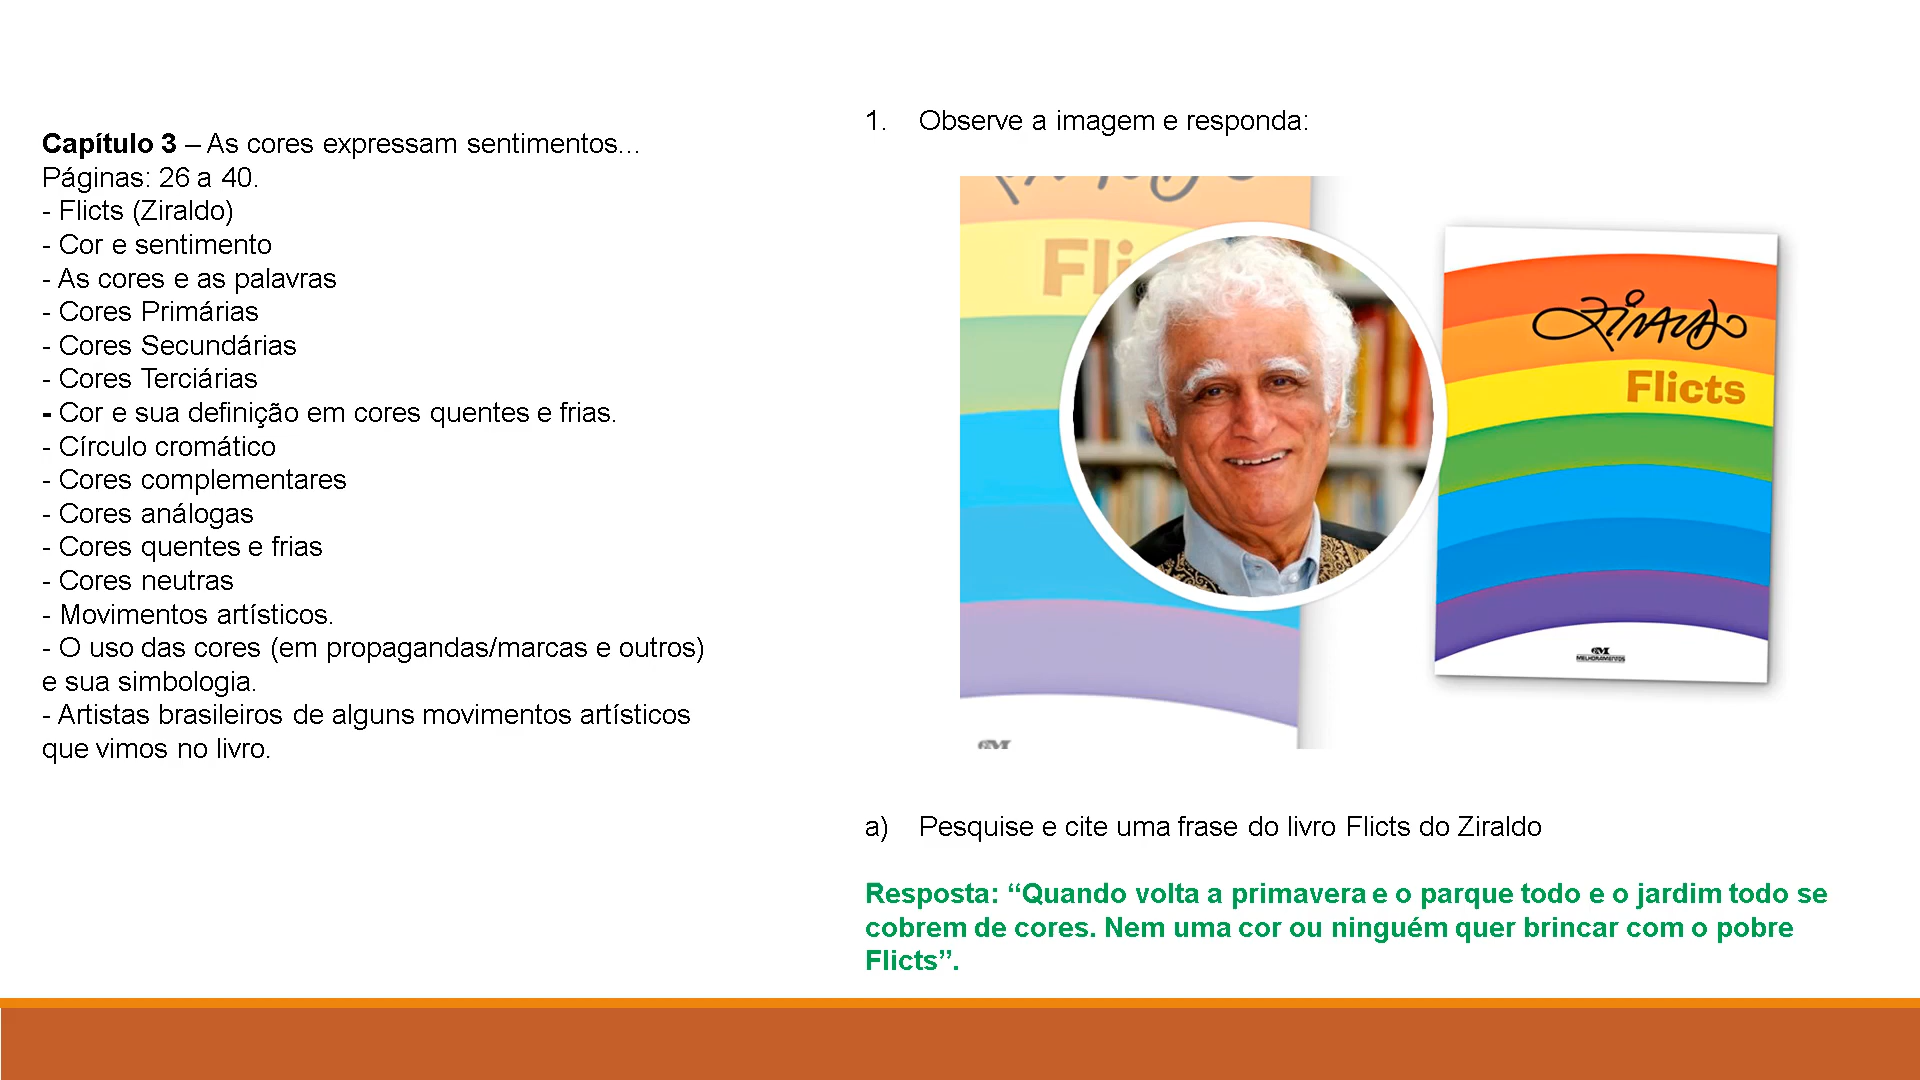 Capítulo 3 – As cores expressam sentimentos...
Páginas: 26 a 40.
- Flicts (Ziraldo)
- Cor e sentimento
- As cores e as palavras
- Cores Primárias
- Cores Secundárias
- Cores Terciárias
- Cor e sua definição em cores quentes e frias.
- Círculo cromático
- Cores complementares
- Cores análogas
- Cores quentes e frias
- Cores neutras
- Movimentos artísticos.
- O uso das cores (em propagandas/marcas e outros)
e sua simbologia.
- Artistas brasileiros de alguns movimentos artísticos
que vimos no livro.
1. Observe a imagem e responda:
Fli
ZIRALDO
Flicts
MELHORAMENTOS
a) Pesquise e cite uma frase do livro Flicts do Ziraldo
Resposta: “Quando volta a primavera e o parque todo e o jardim todo se
cobrem de cores. Nem uma cor ou ninguém quer brincar com o pobre
Flicts”.